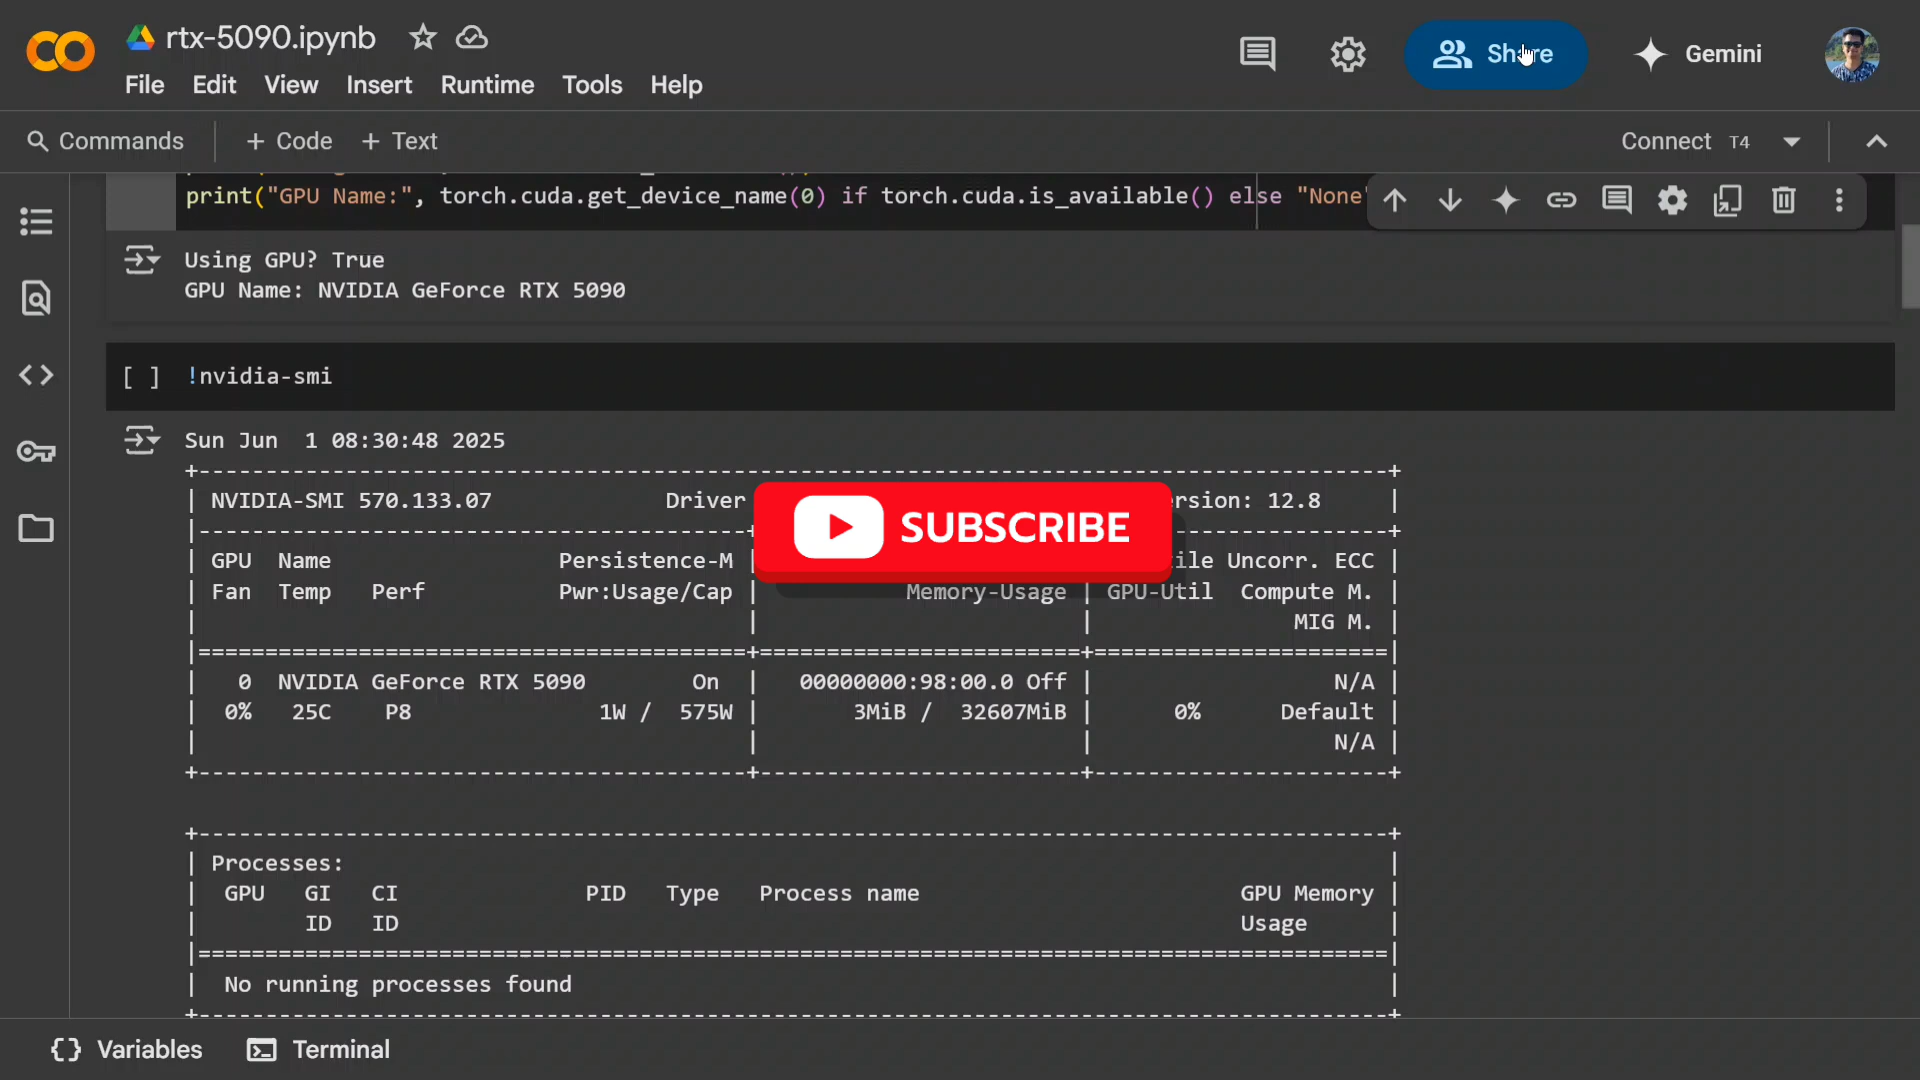 rtx-5090.ipynb
File Edit View Insert Runtime Tools Help
Share
Gemini
Commands + Code + Text
Connect T4
print("GPU Name:", torch.cuda.get_device_name(0) if torch.cuda.is_available() else "None"
Using GPU? True
GPU Name: NVIDIA GeForce RTX 5090
[ ] !nvidia-smi
Sun Jun 1 08:30:48 2025
+-----------------------------------------------------------------------------------------+
| NVIDIA-SMI 570.133.07 Driver ersion: 12.8 |
SUBSCRIBE
| GPU Name Persistence-M | ile Uncorr. ECC |
| Fan Temp Perf Pwr:Usage/Cap | Memory-Usage | GPU-Util Compute M. |
| | | MIG M. |
|=========================================+========================+======================|
| 0 NVIDIA GeForce RTX 5090 On | 00000000:98:00.0 Off | N/A |
| 0% 25C P8 1W / 575W | 3MiB / 32607MiB | 0% Default |
| | | N/A |
+-----------------------------------------+------------------------+----------------------+
+-----------------------------------------------------------------------------------------+
| Processes: |
| GPU GI CI PID Type Process name GPU Memory |
| ID ID Usage |
|=========================================================================================|
| No running processes found |
+-----------------------------------------------------------------------------------------+
Variables Terminal